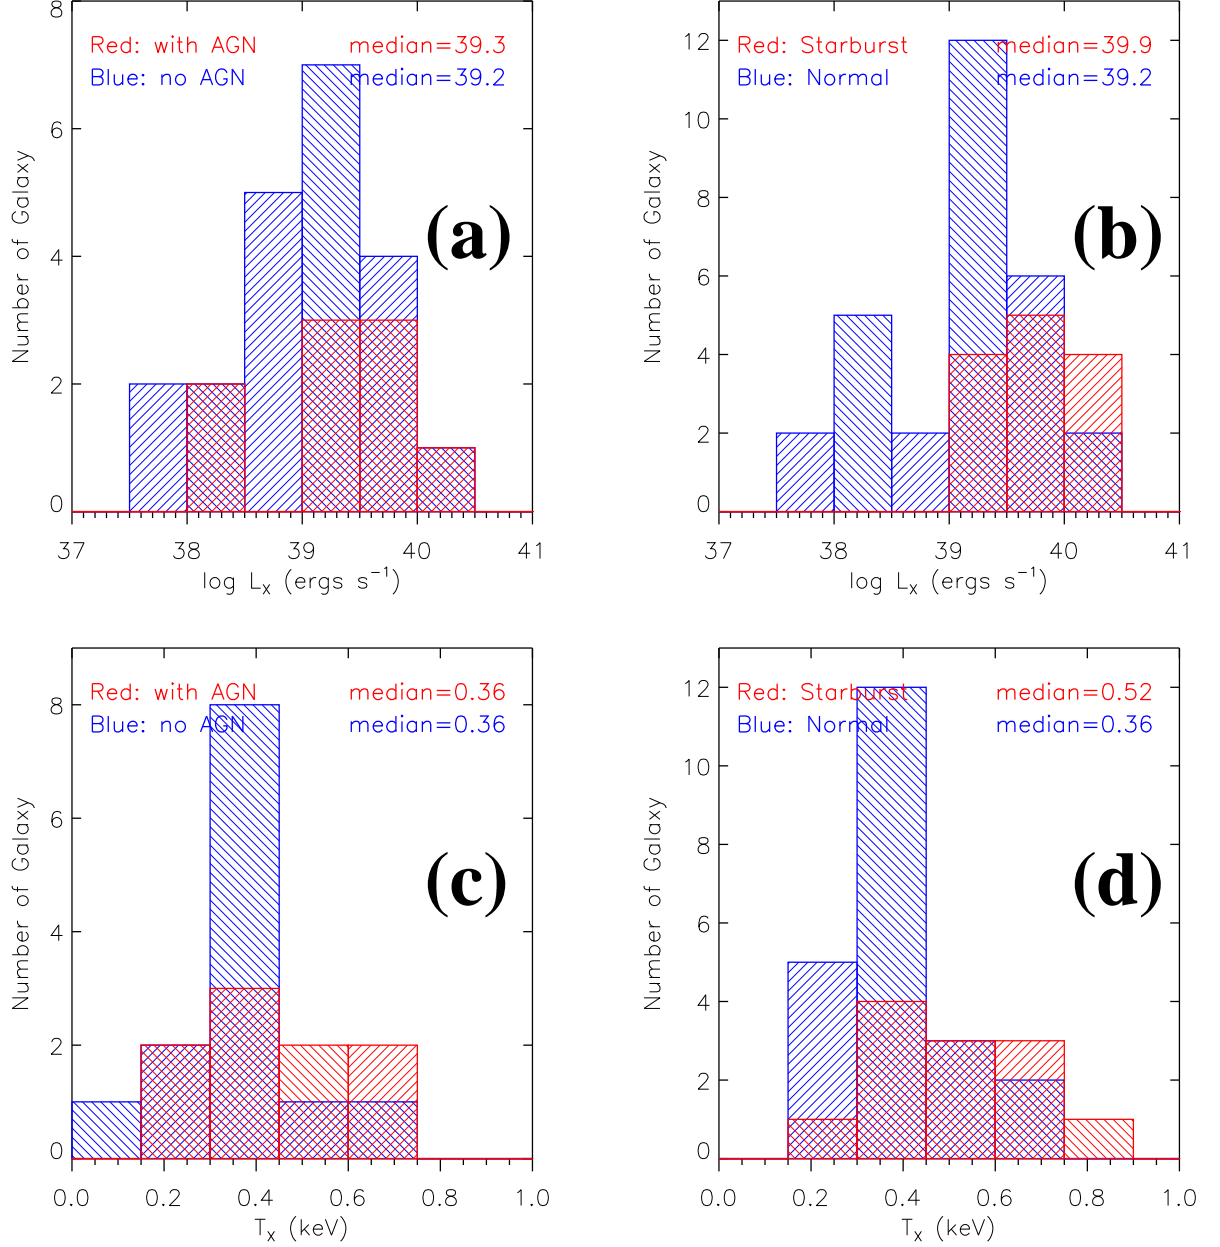 8
Red: with AGN median=39.3
Blue: no AGN median=39.2
6
4
2
0
Number of Galaxy
(a)
37 38 39 40 41
log L_X (ergs s⁻¹)
12
Red: Starburst median=39.9
Blue: Normal median=39.2
10
8
6
4
2
0
Number of Galaxy
(b)
37 38 39 40 41
log L_X (ergs s⁻¹)
Red: with AGN median=0.36
8
Blue: no AGN median=0.36
6
4
2
0
Number of Galaxy
(c)
0.0 0.2 0.4 0.6 0.8 1.0
T_X (keV)
12
Red: Starburst median=0.52
Blue: Normal median=0.36
10
8
6
4
2
0
Number of Galaxy
(d)
0.0 0.2 0.4 0.6 0.8 1.0
T_X (keV)